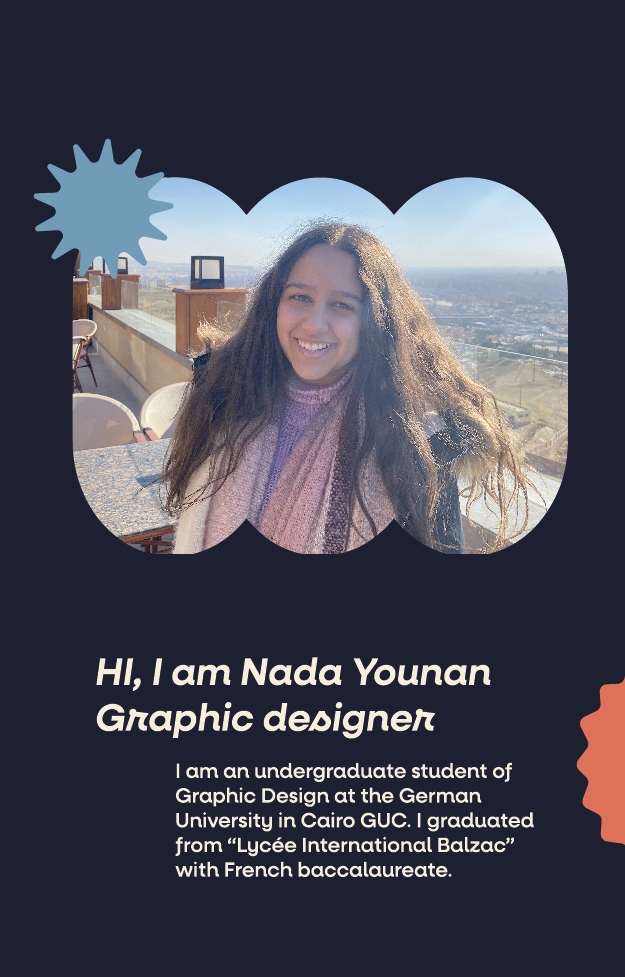 HI, I am Nada Younan
Graphic designer
I am an undergraduate student of
Graphic Design at the German
University in Cairo GUC. I graduated
from “Lycée International Balzac”
with French baccalaureate.